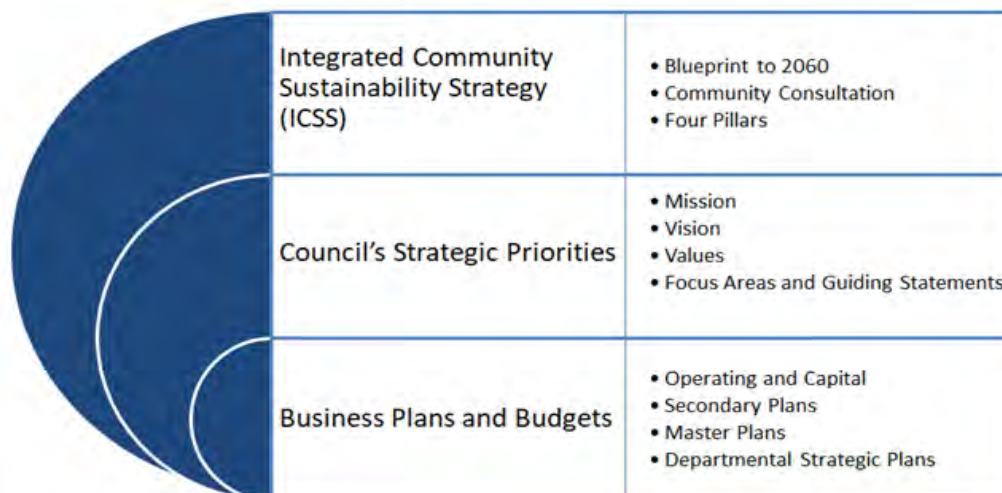 Integrated Community
Sustainability Strategy
(ICSS)
• Blueprint to 2060
• Community Consultation
• Four Pillars
Council's Strategic Priorities
• Mission
• Vision
• Values
• Focus Areas and Guiding Statements
Business Plans and Budgets
• Operating and Capital
• Secondary Plans
• Master Plans
• Departmental Strategic Plans